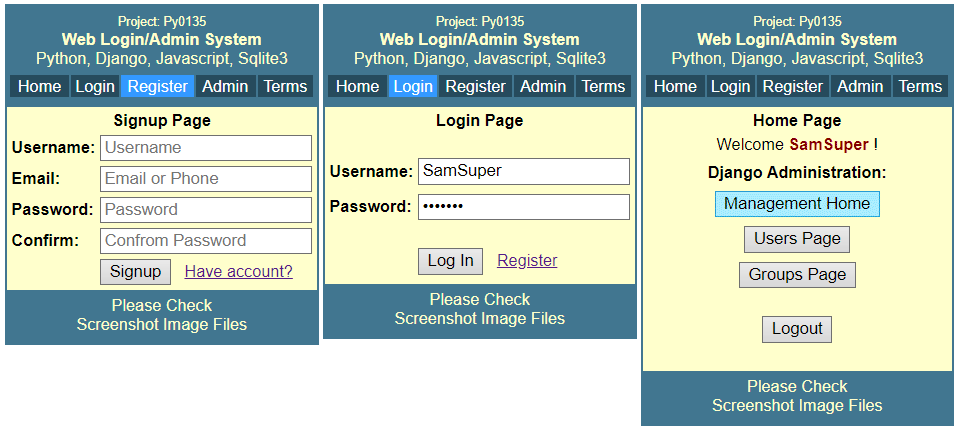 Project: Py0135
Web Login/Admin System
Python, Django, Javascript, Sqlite3
Home Login Register Admin Terms
Signup Page
Username: Username
Email: Email or Phone
Password: Password
Confirm: Confrom Password
Signup Have account?
Please Check
Screenshot Image Files
Project: Py0135
Web Login/Admin System
Python, Django, Javascript, Sqlite3
Home Login Register Admin Terms
Login Page
Username: SamSuper
Password: •••••••
Log In Register
Please Check
Screenshot Image Files
Project: Py0135
Web Login/Admin System
Python, Django, Javascript, Sqlite3
Home Login Register Admin Terms
Home Page
Welcome SamSuper !
Django Administration:
Management Home
Users Page
Groups Page
Logout
Please Check
Screenshot Image Files